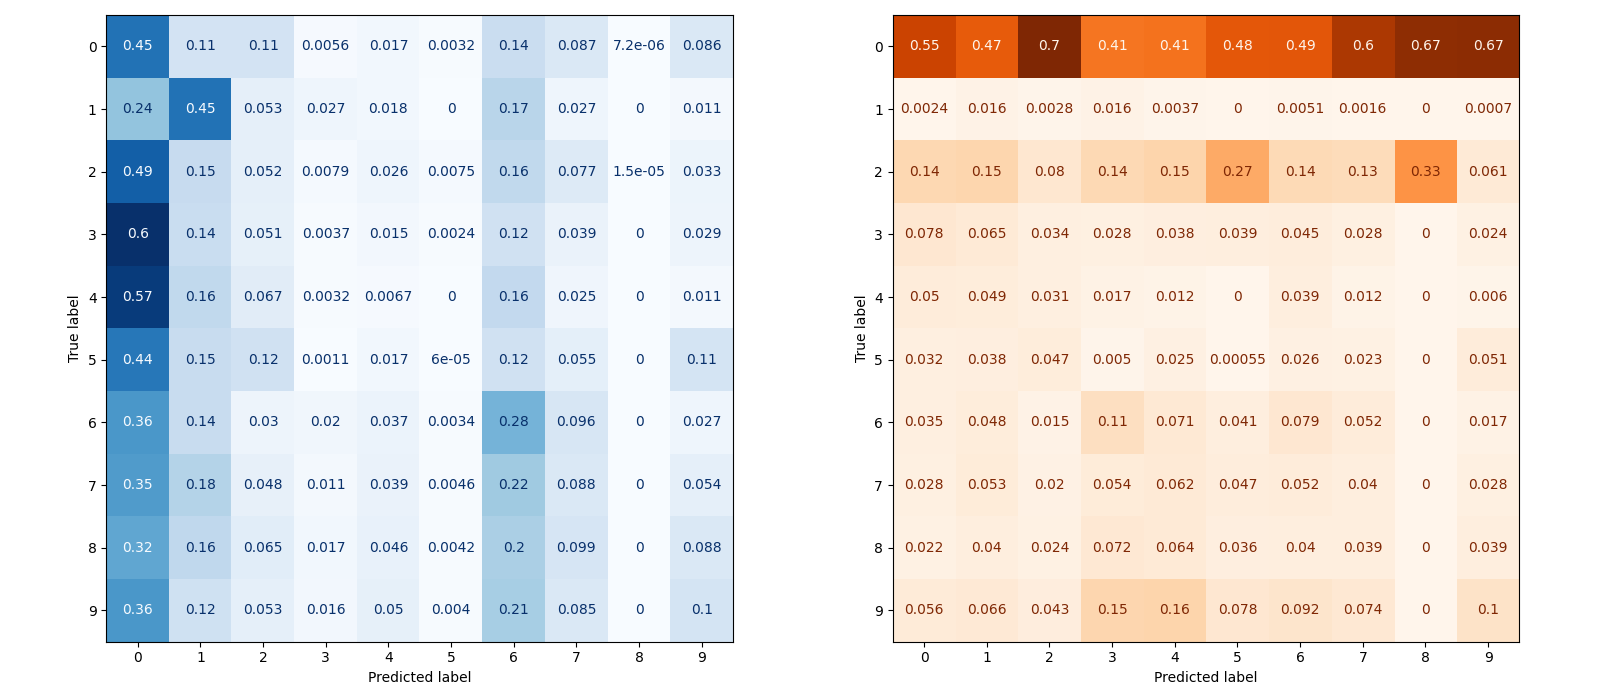 0 0.45 0.11 0.11 0.0056 0.017 0.0032 0.14 0.087 7.2e-06 0.086
1 0.24 0.45 0.053 0.027 0.018 0 0.17 0.027 0 0.011
2 0.49 0.15 0.052 0.0079 0.026 0.0075 0.16 0.077 1.5e-05 0.033
3 0.6 0.14 0.051 0.0037 0.015 0.0024 0.12 0.039 0 0.029
4 0.57 0.16 0.067 0.0032 0.0067 0 0.16 0.025 0 0.011
5 0.44 0.15 0.12 0.0011 0.017 6e-05 0.12 0.055 0 0.11
6 0.36 0.14 0.03 0.02 0.037 0.0034 0.28 0.096 0 0.027
7 0.35 0.18 0.048 0.011 0.039 0.0046 0.22 0.088 0 0.054
8 0.32 0.16 0.065 0.017 0.046 0.0042 0.2 0.099 0 0.088
9 0.36 0.12 0.053 0.016 0.05 0.004 0.21 0.085 0 0.1
0 1 2 3 4 5 6 7 8 9
Predicted label
True label
0 0.55 0.47 0.7 0.41 0.41 0.48 0.49 0.6 0.67 0.67
1 0.0024 0.016 0.0028 0.016 0.0037 0 0.0051 0.0016 0 0.0007
2 0.14 0.15 0.08 0.14 0.15 0.27 0.14 0.13 0.33 0.061
3 0.078 0.065 0.034 0.028 0.038 0.039 0.045 0.028 0 0.024
4 0.05 0.049 0.031 0.017 0.012 0 0.039 0.012 0 0.006
5 0.032 0.038 0.047 0.005 0.025 0.00055 0.026 0.023 0 0.051
6 0.035 0.048 0.015 0.11 0.071 0.041 0.079 0.052 0 0.017
7 0.028 0.053 0.02 0.054 0.062 0.047 0.052 0.04 0 0.028
8 0.022 0.04 0.024 0.072 0.064 0.036 0.04 0.039 0 0.039
9 0.056 0.066 0.043 0.15 0.16 0.078 0.092 0.074 0 0.1
0 1 2 3 4 5 6 7 8 9
Predicted label
True label